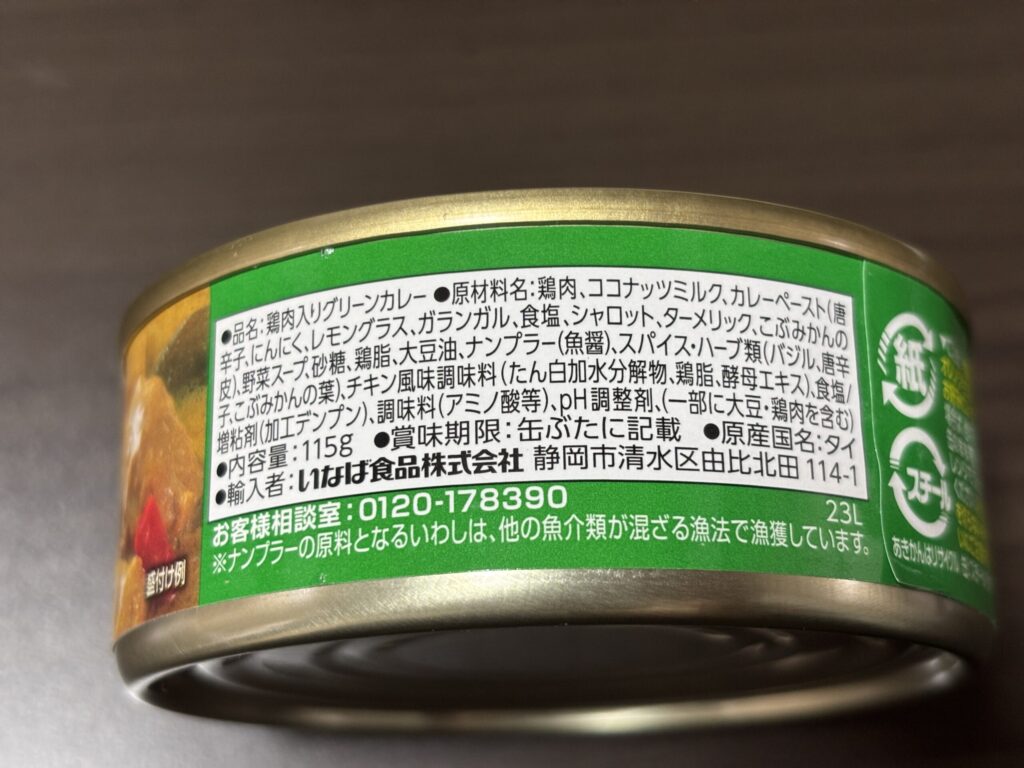 ●品名:鶏肉入りグリーンカレー ●原材料名:鶏肉、ココナッツミルク、カレーペースト(唐
辛子、にんにく、レモングラス、ガランガル、食塩、シャロット、ターメリック、こぶみかんの
皮)、野菜スープ、砂糖、鶏脂、大豆油、ナンプラー(魚醤)、スパイス・ハーブ類(バジル、唐辛
子、こぶみかんの葉)、チキン風味調味料(たん白加水分解物、鶏脂、酵母エキス)、食塩/
増粘剤(加工デンプン)、調味料(アミノ酸等)、pH調整剤、(一部に大豆・鶏肉を含む)
●内容量:115g ●賞味期限:缶ぶたに記載 ●原産国名:タイ
●輸入者:いなば食品株式会社 静岡市清水区由比北田 114-1
お客様相談室:0120-178390 23L
※ナンプラーの原料となるいわしは、他の魚介類が混ざる漁法で漁獲しています。
盛付け例
紙
スチール
あきかんはリサイクル